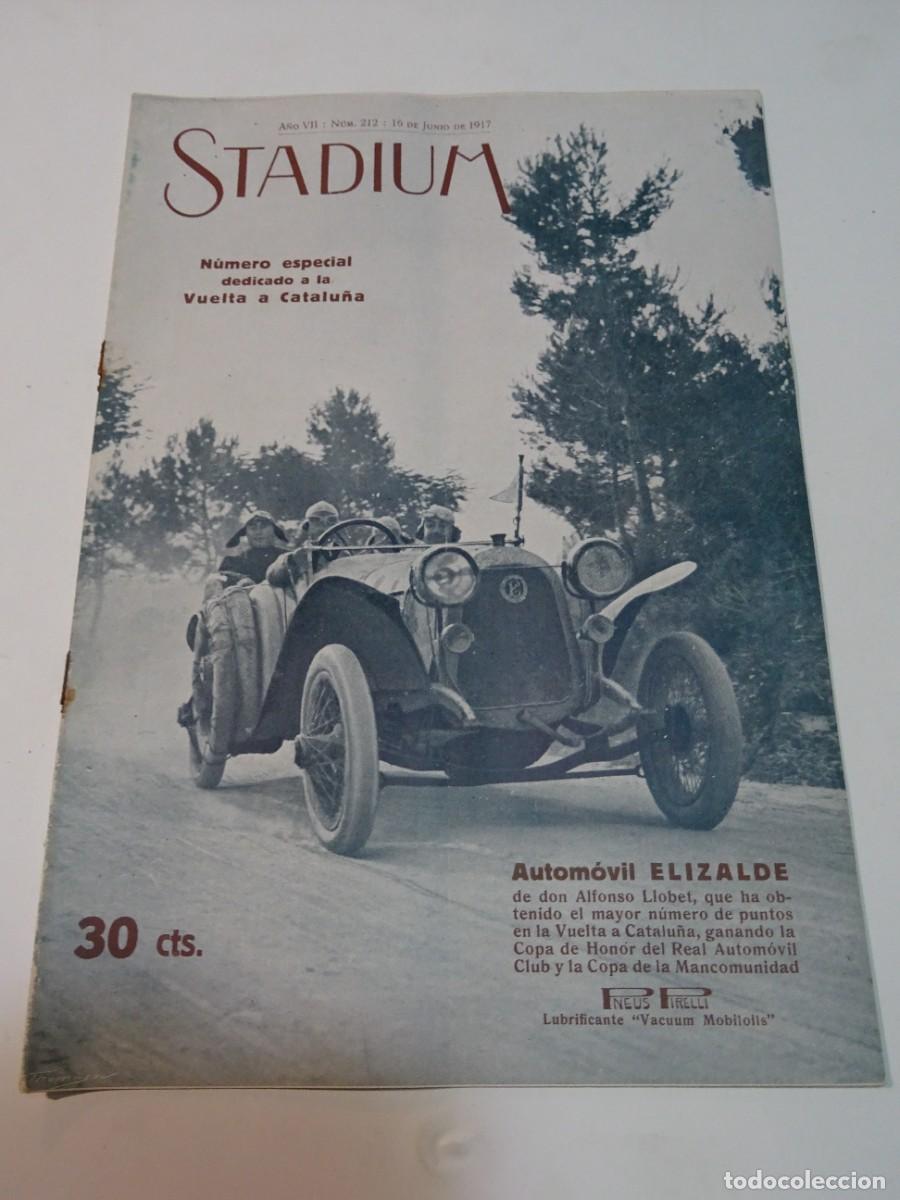 Año VII : Núm. 212 : 16 de Junio de 1917
STADIUM
Número especial
dedicado a la
Vuelta a Cataluña
Automóvil ELIZALDE
de don Alfonso Llobet, que ha ob-
tenido el mayor número de puntos
en la Vuelta a Cataluña, ganando la
Copa de Honor del Real Automóvil
Club y la Copa de la Mancomunidad
30 cts.
PNEUS PIRELLI
Lubrificante "Vacuum Mobiloils"
todocoleccion